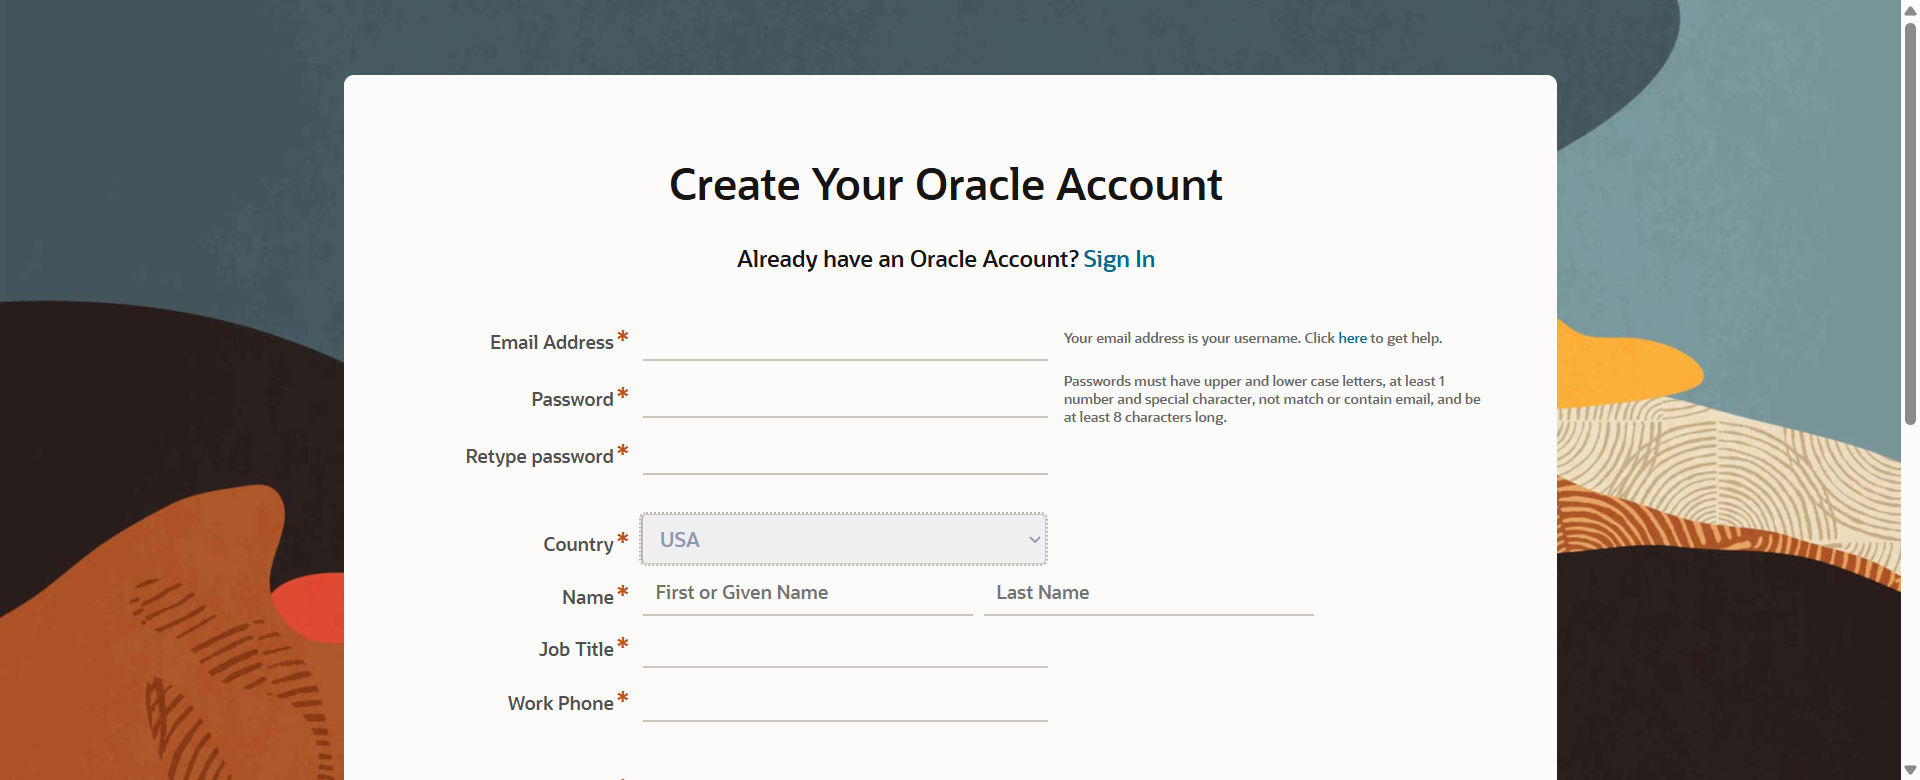 Create Your Oracle Account
Already have an Oracle Account? Sign In
Email Address*
Your email address is your username. Click here to get help.
Password*
Passwords must have upper and lower case letters, at least 1
number and special character, not match or contain email, and be
at least 8 characters long.
Retype password*
Country* USA
Name* First or Given Name Last Name
Job Title*
Work Phone*